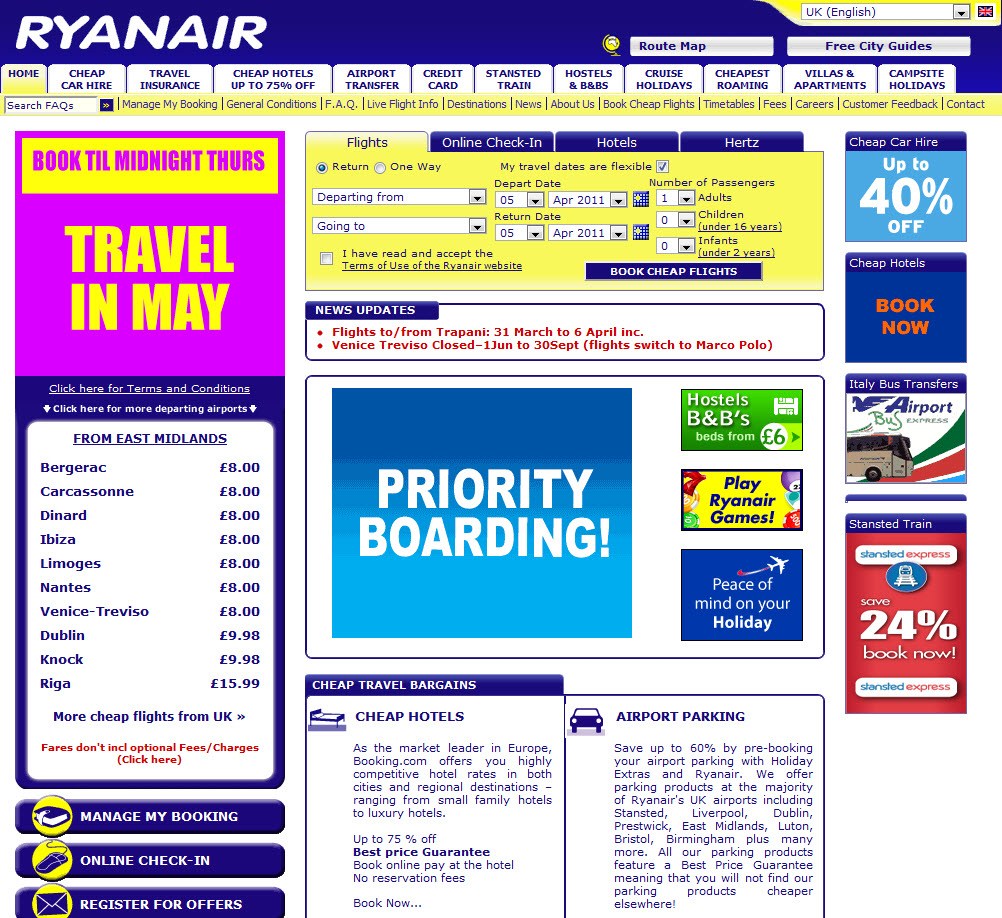 RYANAIR
UK (English)
Route Map
Free City Guides
HOME
CHEAP
CAR HIRE
TRAVEL
INSURANCE
CHEAP HOTELS
UP TO 75% OFF
AIRPORT
TRANSFER
CREDIT
CARD
STANSTED
TRAIN
HOSTELS
& B&BS
CRUISE
HOLIDAYS
CHEAPEST
ROAMING
VILLAS &
APARTMENTS
CAMPSITE
HOLIDAYS
Search FAQs » | Manage My Booking | General Conditions | F.A.Q. | Live Flight Info | Destinations | News | About Us | Book Cheap Flights | Timetables | Fees | Careers | Customer Feedback | Contact
BOOK TIL MIDNIGHT THURS
TRAVEL
IN MAY
Click here for Terms and Conditions
Click here for more departing airports
FROM EAST MIDLANDS
Bergerac £8.00
Carcassonne £8.00
Dinard £8.00
Ibiza £8.00
Limoges £8.00
Nantes £8.00
Venice-Treviso £8.00
Dublin £9.98
Knock £9.98
Riga £15.99
More cheap flights from UK »
Fares don't incl optional Fees/Charges
(Click here)
MANAGE MY BOOKING
ONLINE CHECK-IN
REGISTER FOR OFFERS
Flights
Online Check-In
Hotels
Hertz
Return One Way
My travel dates are flexible
Departing from
Going to
Depart Date
05 Apr 2011
Return Date
05 Apr 2011
Number of Passengers
1 Adults
0 Children
(under 16 years)
0 Infants
(under 2 years)
I have read and accept the
Terms of Use of the Ryanair website
BOOK CHEAP FLIGHTS
NEWS UPDATES
• Flights to/from Trapani: 31 March to 6 April inc.
• Venice Treviso Closed–1Jun to 30Sept (flights switch to Marco Polo)
PRIORITY
BOARDING!
Hostels
B&B's
beds from £6
Play
Ryanair
Games!
Peace of
mind on your
Holiday
CHEAP TRAVEL BARGAINS
CHEAP HOTELS
As the market leader in Europe,
Booking.com offers you highly
competitive hotel rates in both
cities and regional destinations –
ranging from small family hotels
to luxury hotels.
Up to 75 % off
Best price Guarantee
Book online pay at the hotel
No reservation fees
Book Now...
AIRPORT PARKING
Save up to 60% by pre-booking
your airport parking with Holiday
Extras and Ryanair. We offer
parking products at the majority
of Ryanair's UK airports including
Stansted, Liverpool, Dublin,
Prestwick, East Midlands, Luton,
Bristol, Birmingham plus many
more. All our parking products
feature a Best Price Guarantee
meaning that you will not find our
parking products cheaper
elsewhere!
Cheap Car Hire
Up to
40%
OFF
Cheap Hotels
BOOK
NOW
Italy Bus Transfers
Airport
Bus EXPRESS
Stansted Train
stansted express
save
24%
book now!
stansted express